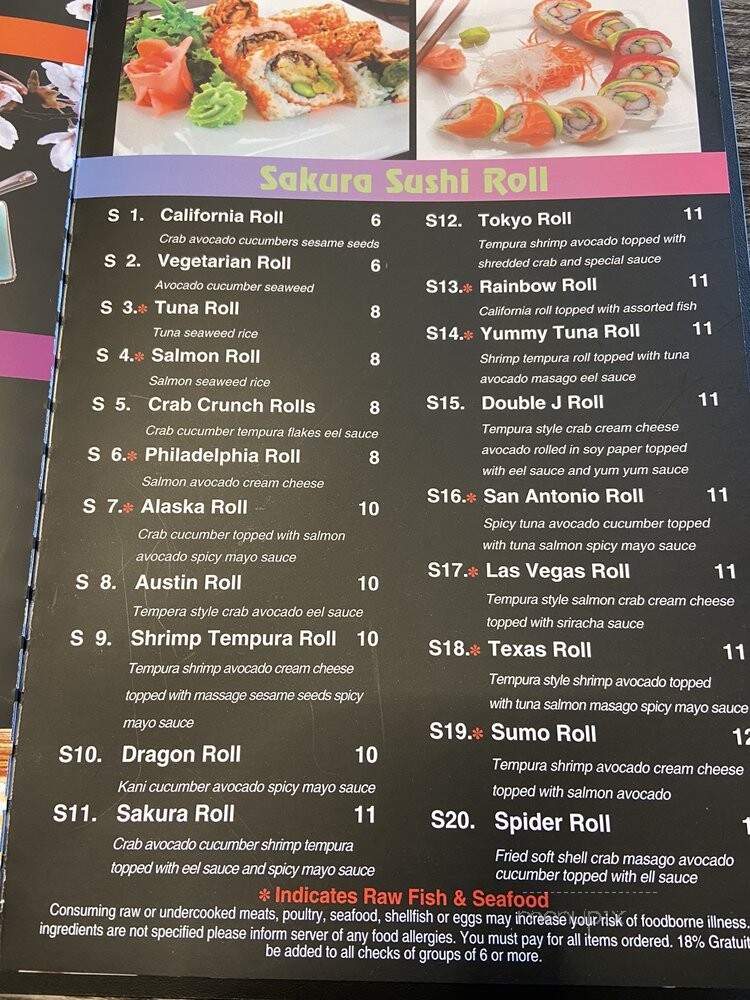 Sakura Sushi Roll
S 1. California Roll 6
Crab avocado cucumbers sesame seeds
S 2. Vegetarian Roll 6
Avocado cucumber seaweed
S 3.* Tuna Roll 8
Tuna seaweed rice
S 4.* Salmon Roll 8
Salmon seaweed rice
S 5. Crab Crunch Rolls 8
Crab cucumber tempura flakes eel sauce
S 6.* Philadelphia Roll 8
Salmon avocado cream cheese
S 7.* Alaska Roll 10
Crab cucumber topped with salmon
avocado spicy mayo sauce
S 8. Austin Roll 10
Tempera style crab avocado eel sauce
S 9. Shrimp Tempura Roll 10
Tempura shrimp avocado cream cheese
topped with massage sesame seeds spicy
mayo sauce
S10. Dragon Roll 10
Kani cucumber avocado spicy mayo sauce
S11. Sakura Roll 11
Crab avocado cucumber shrimp tempura
topped with eel sauce and spicy mayo sauce
S12. Tokyo Roll 11
Tempura shrimp avocado topped with
shredded crab and special sauce
S13.* Rainbow Roll 11
California roll topped with assorted fish
S14.* Yummy Tuna Roll 11
Shrimp tempura roll topped with tuna
avocado masago eel sauce
S15. Double J Roll 11
Tempura style crab cream cheese
avocado rolled in soy paper topped
with eel sauce and yum yum sauce
S16.* San Antonio Roll 11
Spicy tuna avocado cucumber topped
with tuna salmon spicy mayo sauce
S17.* Las Vegas Roll 11
Tempura style salmon crab cream cheese
topped with sriracha sauce
S18.* Texas Roll 11
Tempura style shrimp avocado topped
with tuna salmon masago spicy mayo sauce
S19.* Sumo Roll 12
Tempura shrimp avocado cream cheese
topped with salmon avocado
S20. Spider Roll 1
Fried soft shell crab masago avocado
cucumber topped with ell sauce
* Indicates Raw Fish & Seafood
Consuming raw or undercooked meats, poultry, seafood, shellfish or eggs may increase your risk of foodborne illness.
ingredients are not specified please inform server of any food allergies. You must pay for all items ordered. 18% Gratuit
be added to all checks of groups of 6 or more.
menupix